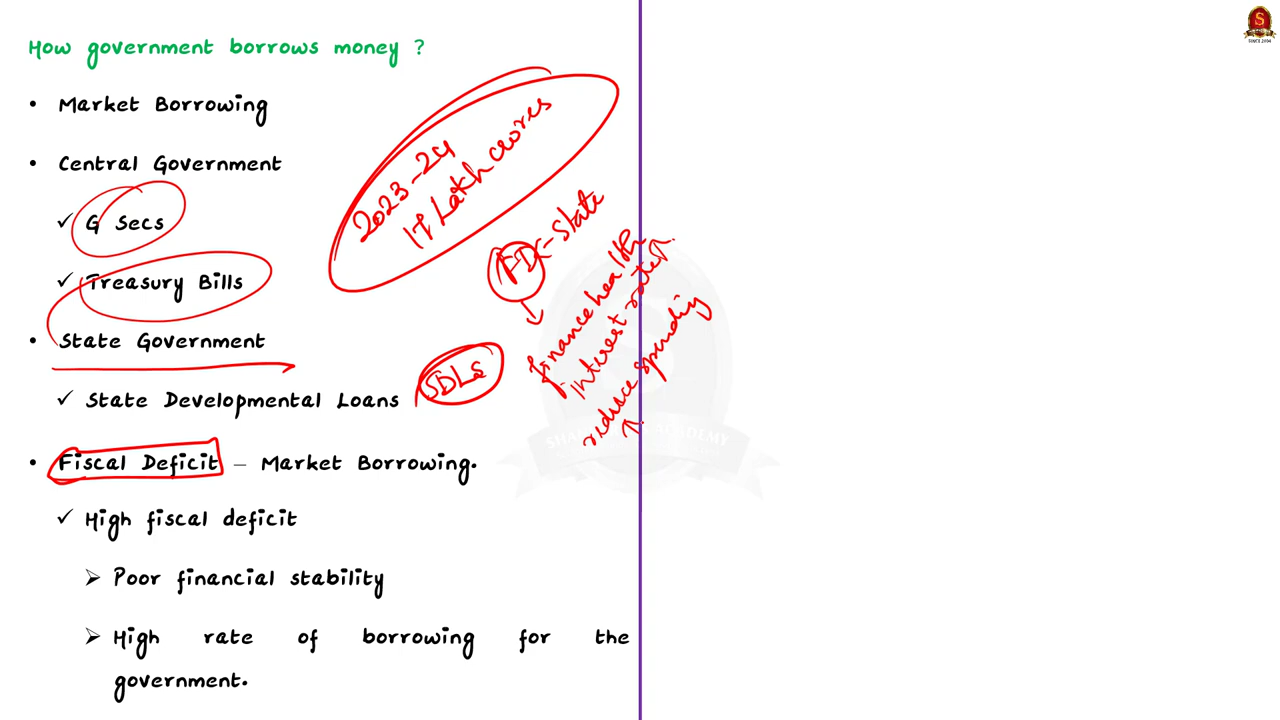 How government borrows money ?
• Market Borrowing
• Central Government
✓ G Secs
✓ Treasury Bills
• State Government
✓ State Developmental Loans
• Fiscal Deficit – Market Borrowing.
✓ High fiscal deficit
➢ Poor financial stability
➢ High rate of borrowing for the
government.
2023-24
Lakh crores
State
finance health
interest rates↑
reduce spending
SDLs
SINCE 2004